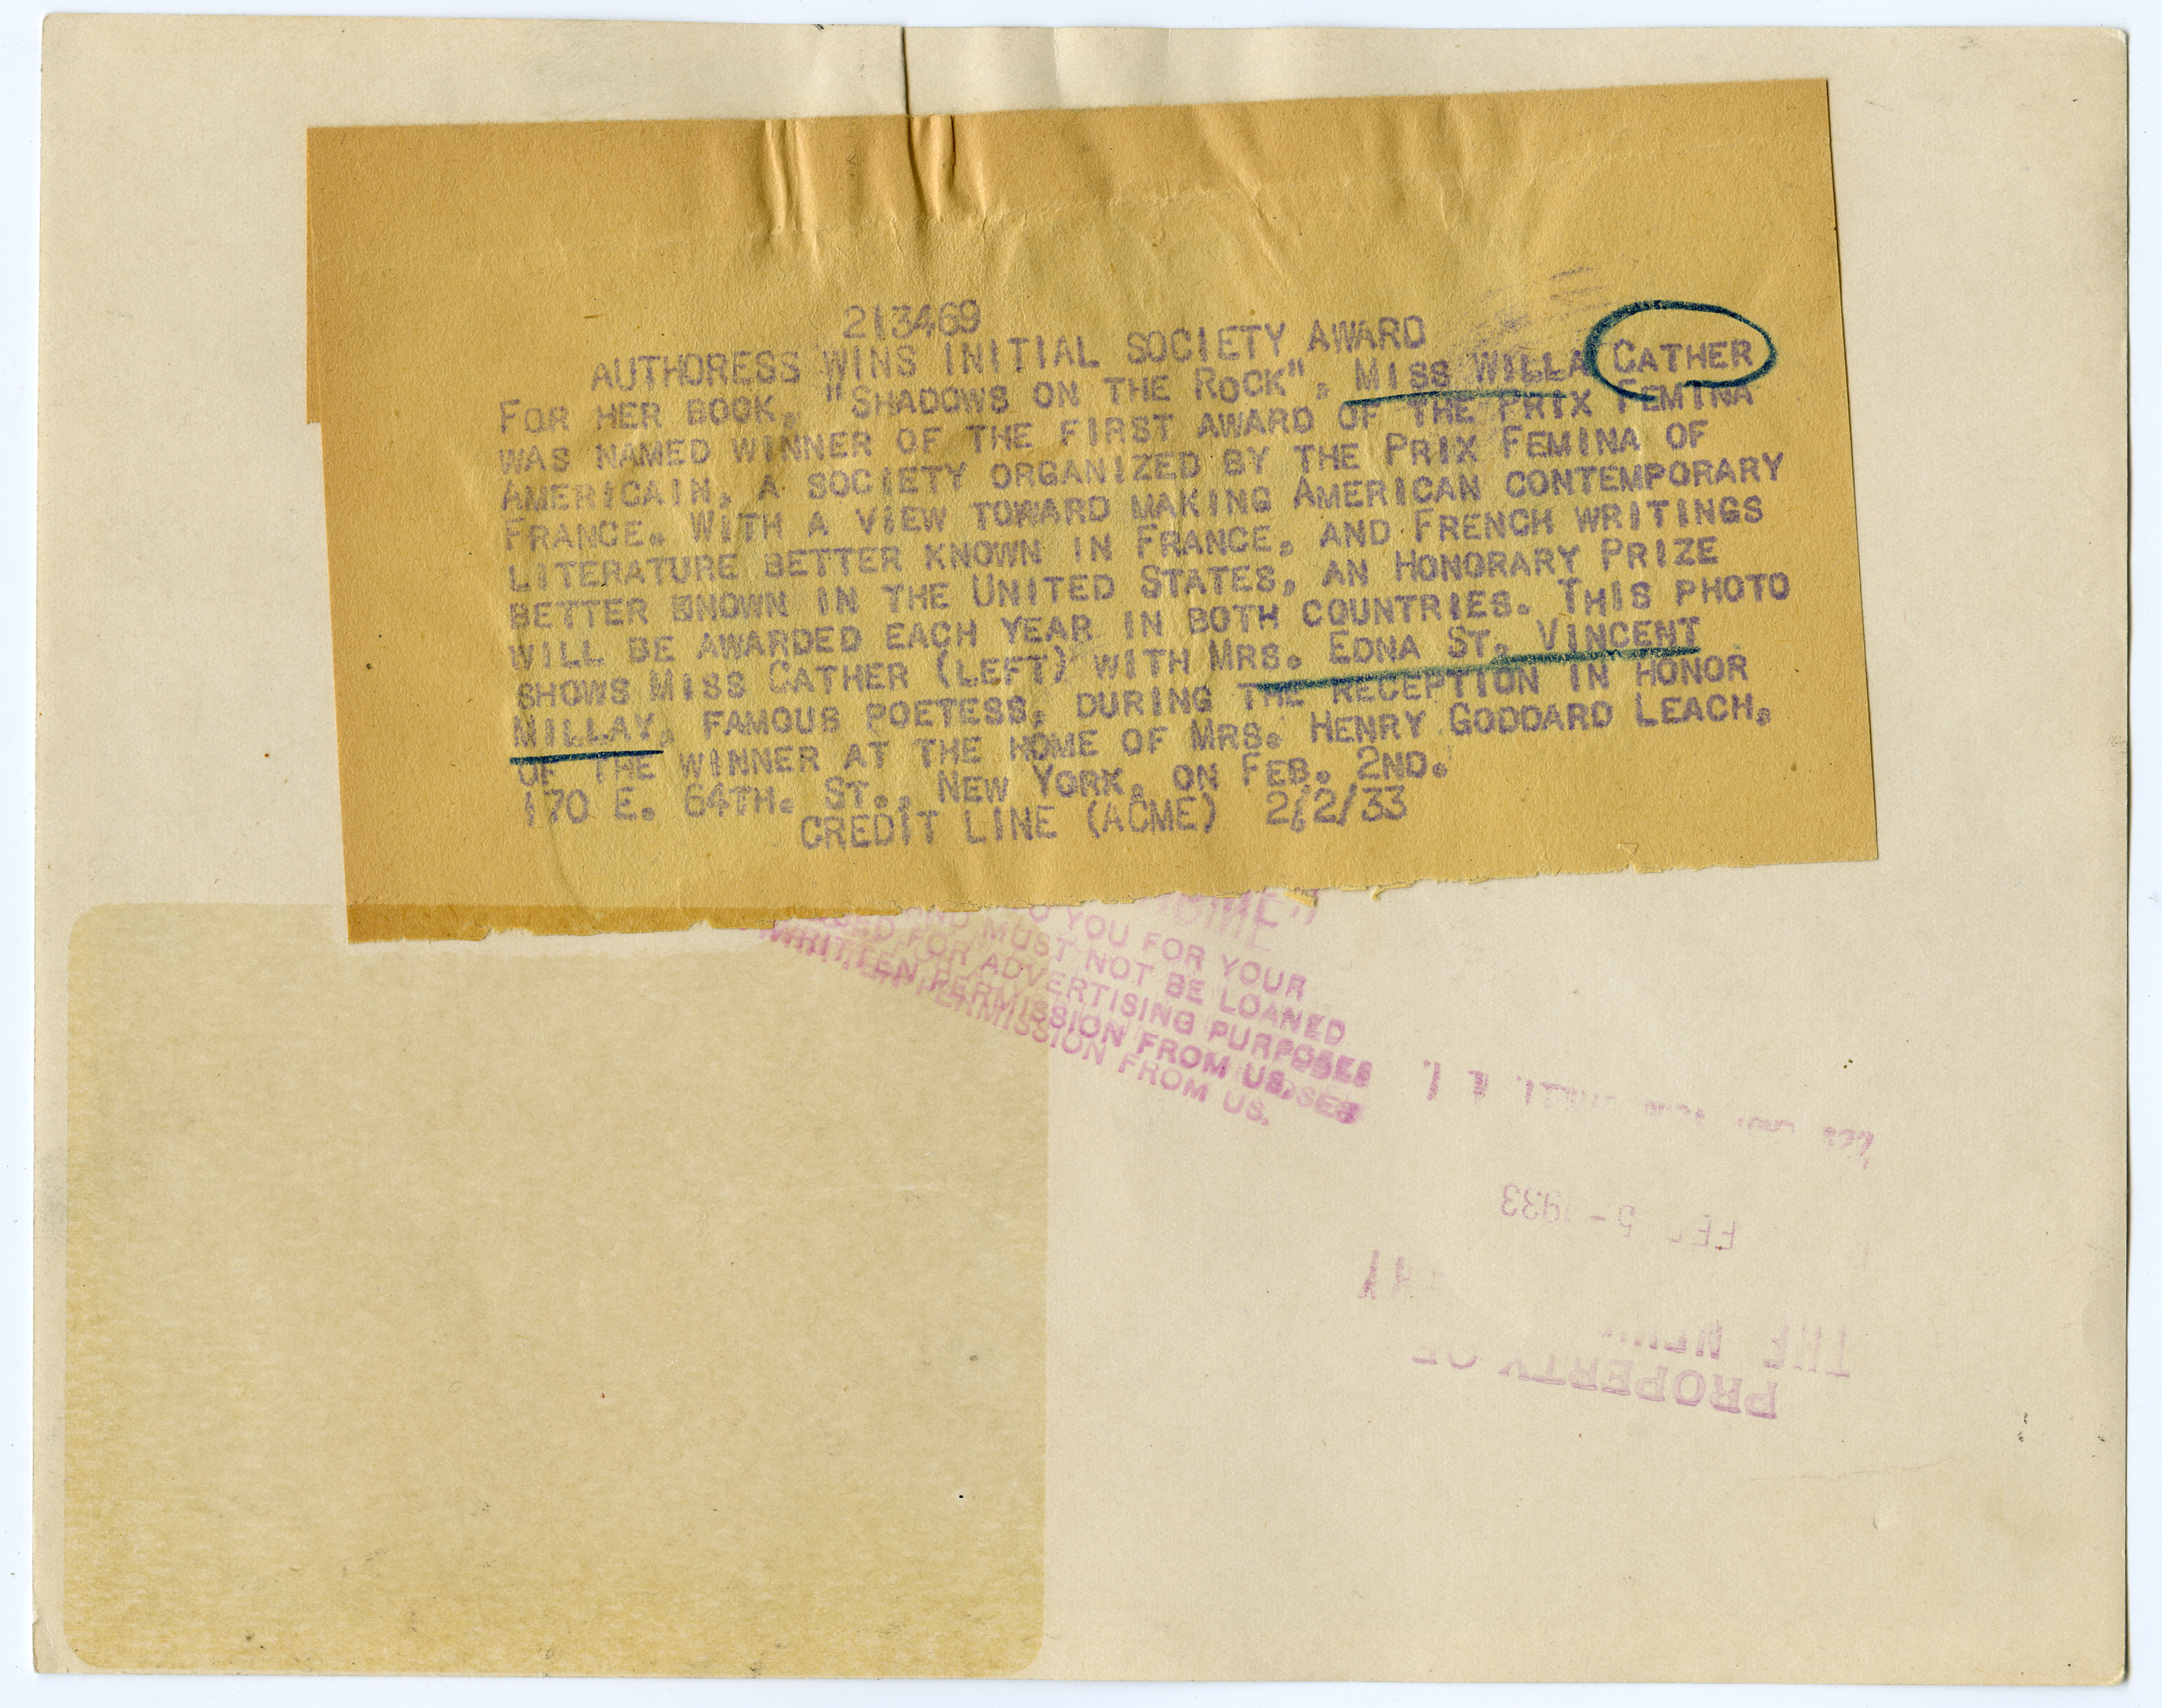 213469
AUTHORESS WINS INITIAL SOCIETY AWARD
FOR HER BOOK, "SHADOWS ON THE ROCK", MISS WILLA CATHER
WAS NAMED WINNER OF THE FIRST AWARD OF THE PRIX FEMINA
AMERICAIN, A SOCIETY ORGANIZED BY THE PRIX FEMINA OF
FRANCE. WITH A VIEW TOWARD MAKING AMERICAN CONTEMPORARY
LITERATURE BETTER KNOWN IN FRANCE, AND FRENCH WRITINGS
BETTER KNOWN IN THE UNITED STATES, AN HONORARY PRIZE
WILL BE AWARDED EACH YEAR IN BOTH COUNTRIES. THIS PHOTO
SHOWS MISS CATHER (LEFT) WITH MRS. EDNA ST. VINCENT
MILLAY, FAMOUS POETESS, DURING THE RECEPTION IN HONOR
OF THE WINNER AT THE HOME OF MRS. HENRY GODDARD LEACH,
170 E. 64TH. ST., NEW YORK, ON FEB. 2ND.
CREDIT LINE (ACME) 2/2/33
TO YOU FOR YOUR
AND MUST NOT BE LOANED
USED FOR ADVERTISING PURPOSES
WRITTEN PERMISSION FROM US.
WRITTEN PERMISSION FROM US.
5-1933
THE
PROPERTY OF